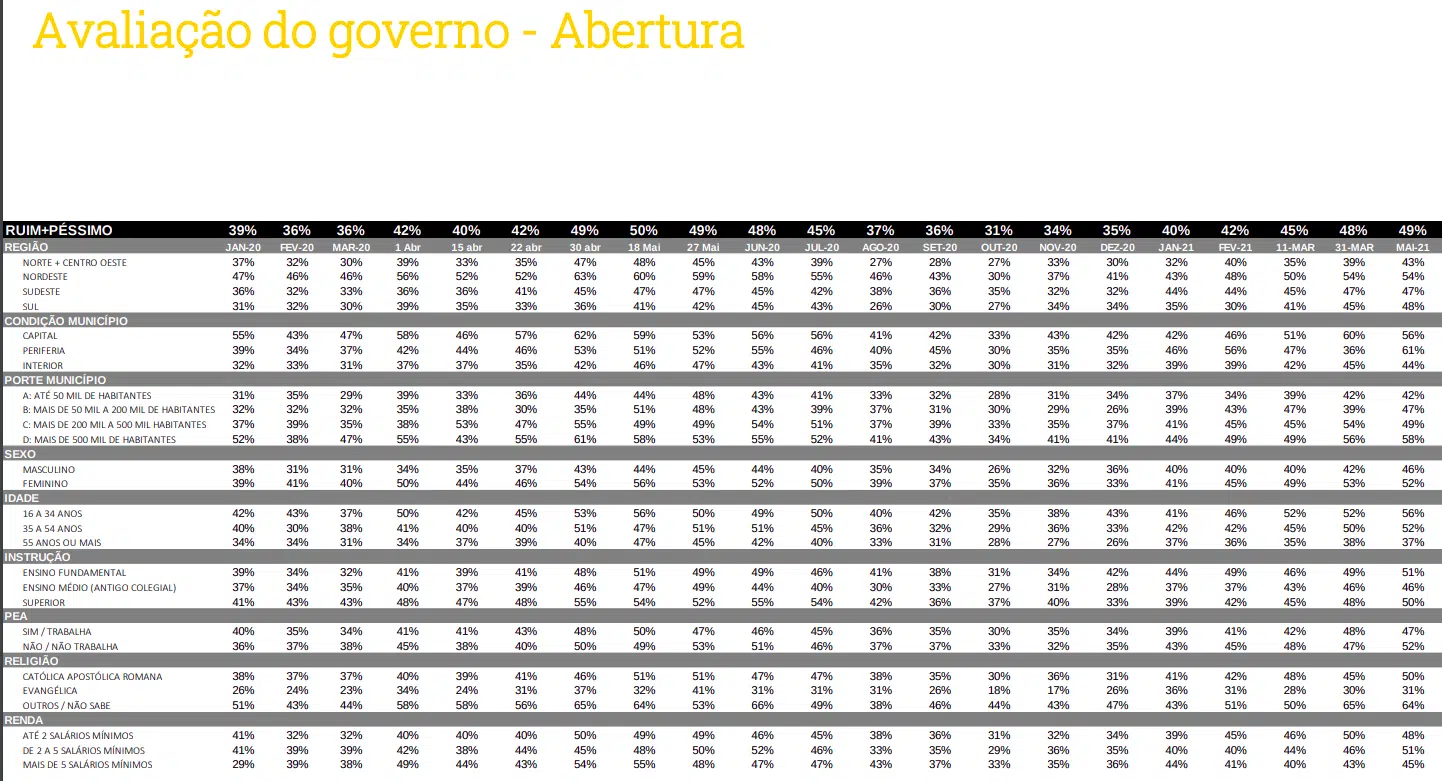 Avaliação do governo - Abertura
RUIM+PÉSSIMO 39% 36% 36% 42% 40% 42% 49% 50% 49% 48% 45% 37% 36% 31% 34% 35% 40% 42% 45% 48% 49%
REGIÃO JAN-20 FEV-20 MAR-20 1 Abr 15 abr 22 abr 30 abr 18 Mai 27 Mai JUN-20 JUL-20 AGO-20 SET-20 OUT-20 NOV-20 DEZ-20 JAN-21 FEV-21 11-MAR 31-MAR MAI-21
NORTE + CENTRO OESTE 37% 32% 30% 39% 33% 35% 47% 48% 45% 43% 39% 27% 28% 27% 33% 30% 32% 40% 35% 39% 43%
NORDESTE 47% 46% 46% 56% 52% 52% 63% 60% 59% 58% 55% 46% 43% 30% 37% 41% 43% 48% 50% 54% 54%
SUDESTE 36% 32% 33% 36% 36% 41% 45% 47% 47% 45% 42% 38% 36% 35% 32% 32% 44% 44% 45% 47% 47%
SUL 31% 32% 30% 39% 35% 33% 36% 41% 42% 45% 43% 26% 30% 27% 34% 34% 35% 30% 41% 45% 48%
CONDIÇÃO MUNICÍPIO
CAPITAL 55% 43% 47% 58% 46% 57% 62% 59% 53% 56% 56% 41% 42% 33% 43% 42% 42% 46% 51% 60% 56%
PERIFERIA 39% 34% 37% 42% 44% 46% 53% 51% 52% 55% 46% 40% 45% 30% 35% 35% 46% 56% 47% 36% 61%
INTERIOR 32% 33% 31% 37% 37% 35% 42% 46% 47% 43% 41% 35% 32% 30% 31% 32% 39% 39% 42% 45% 44%
PORTE MUNICÍPIO
A: ATÉ 50 MIL DE HABITANTES 31% 35% 29% 39% 33% 36% 44% 44% 48% 43% 41% 33% 32% 28% 31% 34% 37% 34% 39% 42% 42%
B: MAIS DE 50 MIL A 200 MIL DE HABITANTES 32% 32% 32% 35% 38% 30% 35% 51% 48% 43% 39% 37% 31% 30% 29% 26% 39% 43% 47% 39% 47%
C: MAIS DE 200 MIL A 500 MIL HABITANTES 37% 39% 35% 38% 53% 47% 55% 49% 49% 54% 51% 37% 39% 33% 35% 37% 41% 45% 45% 54% 49%
D: MAIS DE 500 MIL DE HABITANTES 52% 38% 47% 55% 43% 55% 61% 58% 53% 55% 52% 41% 43% 34% 41% 41% 44% 49% 49% 56% 58%
SEXO
MASCULINO 38% 31% 31% 34% 35% 37% 43% 44% 45% 44% 40% 35% 34% 26% 32% 36% 40% 40% 40% 42% 46%
FEMININO 39% 41% 40% 50% 44% 46% 54% 56% 53% 52% 50% 39% 37% 35% 36% 33% 41% 45% 49% 53% 52%
IDADE
16 A 34 ANOS 42% 43% 37% 50% 42% 45% 53% 56% 50% 49% 50% 40% 42% 35% 38% 43% 41% 46% 52% 52% 56%
35 A 54 ANOS 40% 30% 38% 41% 40% 40% 51% 47% 51% 51% 45% 36% 32% 29% 36% 33% 42% 42% 45% 50% 52%
55 ANOS OU MAIS 34% 34% 31% 34% 37% 39% 40% 47% 45% 42% 40% 33% 31% 28% 27% 26% 37% 36% 35% 38% 37%
INSTRUÇÃO
ENSINO FUNDAMENTAL 39% 34% 32% 41% 39% 41% 48% 51% 49% 49% 46% 41% 38% 31% 34% 42% 44% 49% 46% 49% 51%
ENSINO MÉDIO (ANTIGO COLEGIAL) 37% 34% 35% 40% 37% 39% 46% 47% 49% 44% 40% 30% 33% 27% 31% 28% 37% 37% 43% 46% 46%
SUPERIOR 41% 43% 43% 48% 47% 48% 55% 54% 52% 55% 54% 42% 36% 37% 40% 33% 39% 42% 45% 48% 50%
PEA
SIM / TRABALHA 40% 35% 34% 41% 41% 43% 48% 50% 47% 46% 45% 36% 35% 30% 35% 34% 39% 41% 42% 48% 47%
NÃO / NÃO TRABALHA 36% 37% 38% 45% 38% 40% 50% 49% 53% 51% 46% 37% 37% 33% 32% 35% 43% 45% 48% 47% 52%
RELIGIÃO
CATÓLICA APOSTÓLICA ROMANA 38% 37% 37% 40% 39% 41% 46% 51% 51% 47% 47% 38% 35% 30% 36% 31% 41% 42% 48% 45% 50%
EVANGÉLICA 26% 24% 23% 34% 24% 31% 37% 32% 41% 31% 31% 31% 26% 18% 17% 26% 36% 31% 28% 30% 31%
OUTROS / NÃO SABE 51% 43% 44% 58% 58% 56% 65% 64% 53% 66% 49% 38% 46% 44% 43% 47% 43% 51% 50% 65% 64%
RENDA
ATÉ 2 SALÁRIOS MÍNIMOS 41% 32% 32% 40% 40% 40% 50% 49% 49% 46% 45% 38% 36% 31% 32% 34% 39% 45% 46% 50% 48%
DE 2 A 5 SALÁRIOS MÍNIMOS 41% 39% 39% 42% 38% 44% 45% 48% 50% 52% 46% 33% 35% 29% 36% 35% 40% 40% 44% 46% 51%
MAIS DE 5 SALÁRIOS MÍNIMOS 29% 39% 38% 49% 44% 43% 54% 55% 48% 47% 47% 43% 37% 33% 35% 36% 44% 41% 40% 43% 45%